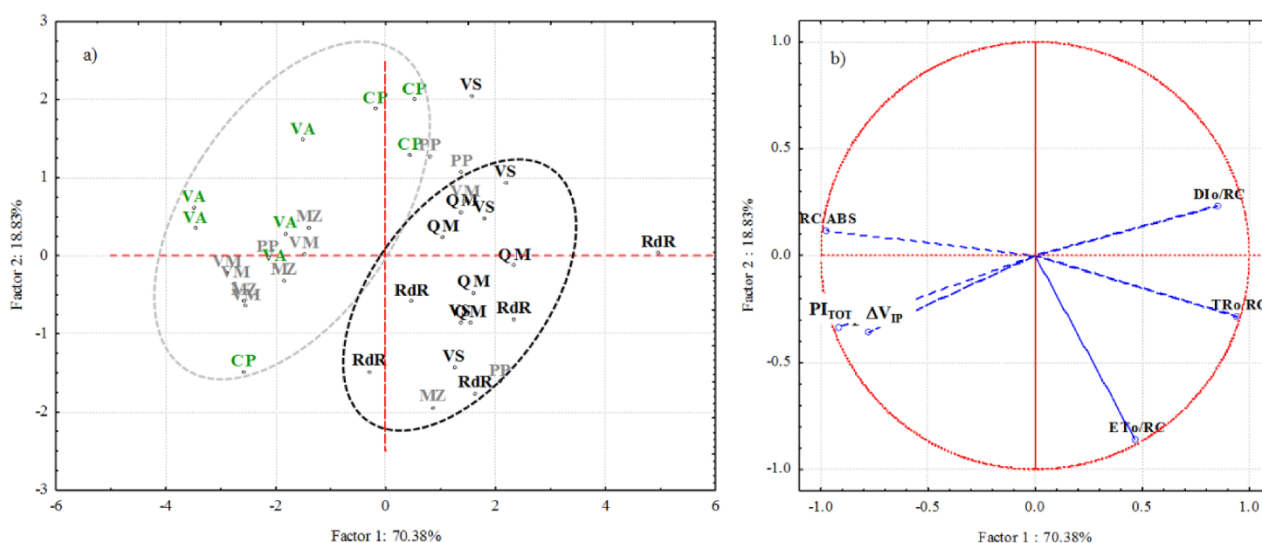 a)
3
2
1
0
-1
-2
-3
Factor 2: 18.83%
-6
-4
-2
0
2
4
6
Factor 1: 70.38%
VS
CP
CP
VA
CP
PP
PP
VS
VM
VA
VA
QM
VS
VA
MZ
QM
PP
VM
VA
RdR
VM
VM
MZ
QM
QM
MZ
VM
RdR
VS
QM
RdR
CP
RdR
VS
PP
RdR
MZ
b)
1.0
0.5
0.0
-0.5
-1.0
Factor 2 : 18.83%
-1.0
-0.5
0.0
0.5
1.0
Factor 1 : 70.38%
DIo/RC
RC/ABS
TRo/RC
PITOT
ΔVIP
ETo/RC